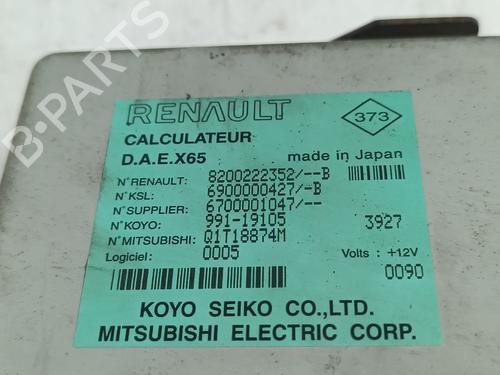 B-PARTS
RENAULT
373
CALCULATEUR
D.A.E.X65
made in Japan
N°RENAULT: 8200222352/--B
N°KSL: 6900000427/-B
N°SUPPLIER: 6700001047/--
N°KOYO: 991-19105 3927
N°MITSUBISHI: Q1T18874M
Logiciel: 0005 Volts : +12V
0090
KOYO SEIKO CO.,LTD.
MITSUBISHI ELECTRIC CORP.